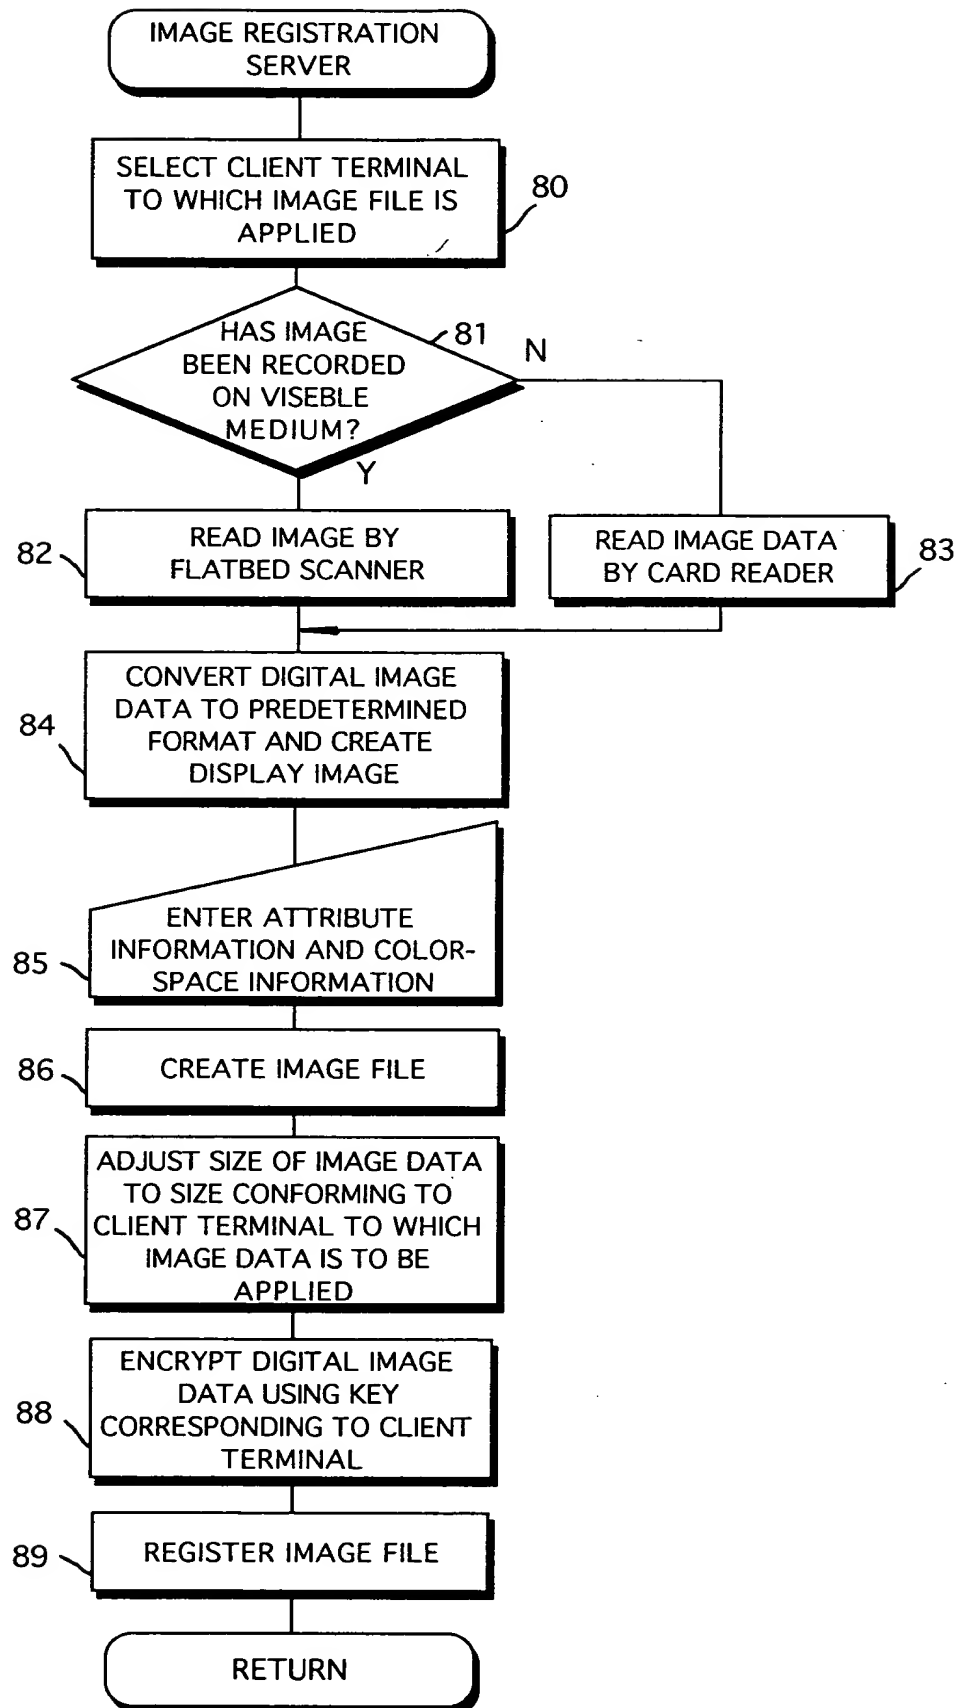 IMAGE REGISTRATION
SERVER
SELECT CLIENT TERMINAL
TO WHICH IMAGE FILE IS
APPLIED
80
HAS IMAGE
BEEN RECORDED
ON VISEBLE
MEDIUM?
81
N
Y
READ IMAGE BY
FLATBED SCANNER
82
READ IMAGE DATA
BY CARD READER
83
CONVERT DIGITAL IMAGE
DATA TO PREDETERMINED
FORMAT AND CREATE
DISPLAY IMAGE
84
ENTER ATTRIBUTE
INFORMATION AND COLOR-
SPACE INFORMATION
85
CREATE IMAGE FILE
86
ADJUST SIZE OF IMAGE DATA
TO SIZE CONFORMING TO
CLIENT TERMINAL TO WHICH
IMAGE DATA IS TO BE
APPLIED
87
ENCRYPT DIGITAL IMAGE
DATA USING KEY
CORRESPONDING TO CLIENT
TERMINAL
88
REGISTER IMAGE FILE
89
RETURN